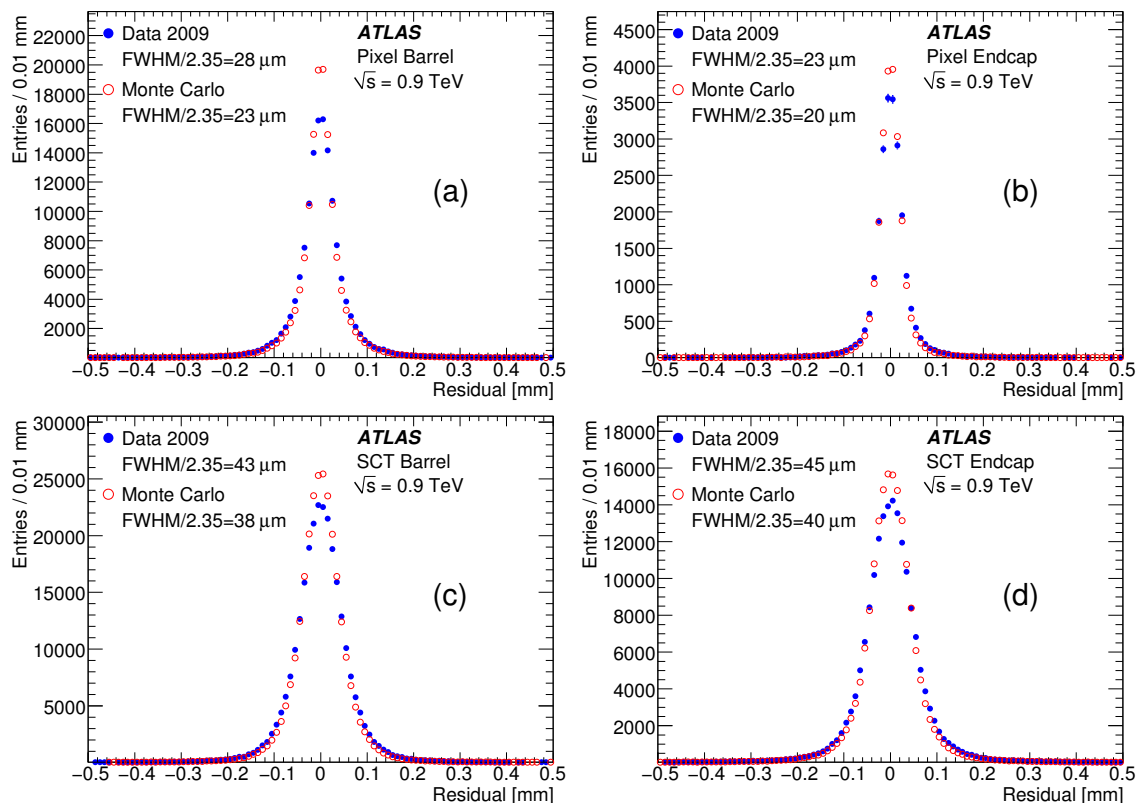 Entries / 0.01 mm
22000
20000
18000
16000
14000
12000
10000
8000
6000
4000
2000
0
Data 2009
FWHM/2.35=28 μm
Monte Carlo
FWHM/2.35=23 μm
ATLAS
Pixel Barrel
√s = 0.9 TeV
(a)
−0.5 −0.4 −0.3 −0.2 −0.1 0 0.1 0.2 0.3 0.4 0.5
Residual [mm]
Entries / 0.01 mm
4500
4000
3500
3000
2500
2000
1500
1000
500
0
Data 2009
FWHM/2.35=23 μm
Monte Carlo
FWHM/2.35=20 μm
ATLAS
Pixel Endcap
√s = 0.9 TeV
(b)
−0.5 −0.4 −0.3 −0.2 −0.1 0 0.1 0.2 0.3 0.4 0.5
Residual [mm]
Entries / 0.01 mm
30000
25000
20000
15000
10000
5000
0
Data 2009
FWHM/2.35=43 μm
Monte Carlo
FWHM/2.35=38 μm
ATLAS
SCT Barrel
√s = 0.9 TeV
(c)
−0.5 −0.4 −0.3 −0.2 −0.1 0 0.1 0.2 0.3 0.4 0.5
Residual [mm]
Entries / 0.01 mm
18000
16000
14000
12000
10000
8000
6000
4000
2000
0
Data 2009
FWHM/2.35=45 μm
Monte Carlo
FWHM/2.35=40 μm
ATLAS
SCT Endcap
√s = 0.9 TeV
(d)
−0.5 −0.4 −0.3 −0.2 −0.1 0 0.1 0.2 0.3 0.4 0.5
Residual [mm]